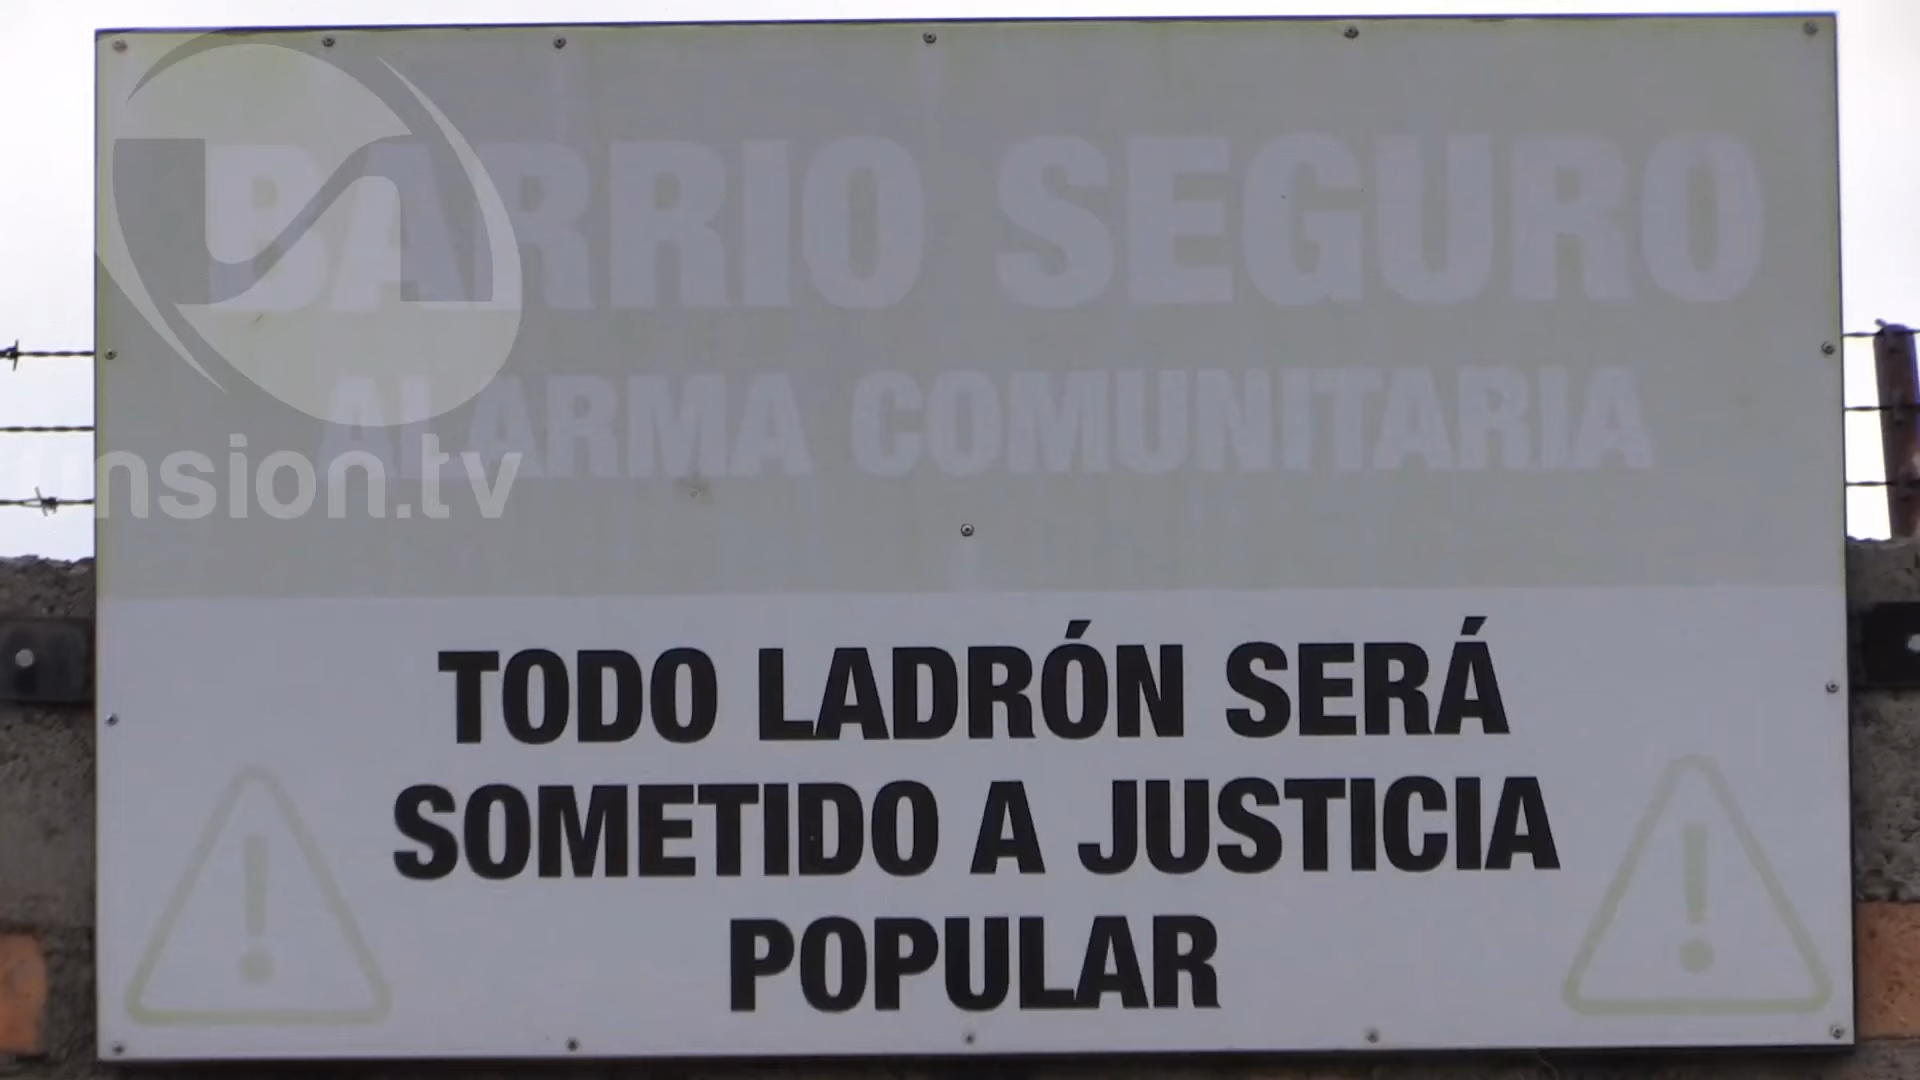 BARRIO SEGURO
ALARMA COMUNITARIA
nsion.tv
TODO LADRÓN SERÁ
SOMETIDO A JUSTICIA
POPULAR